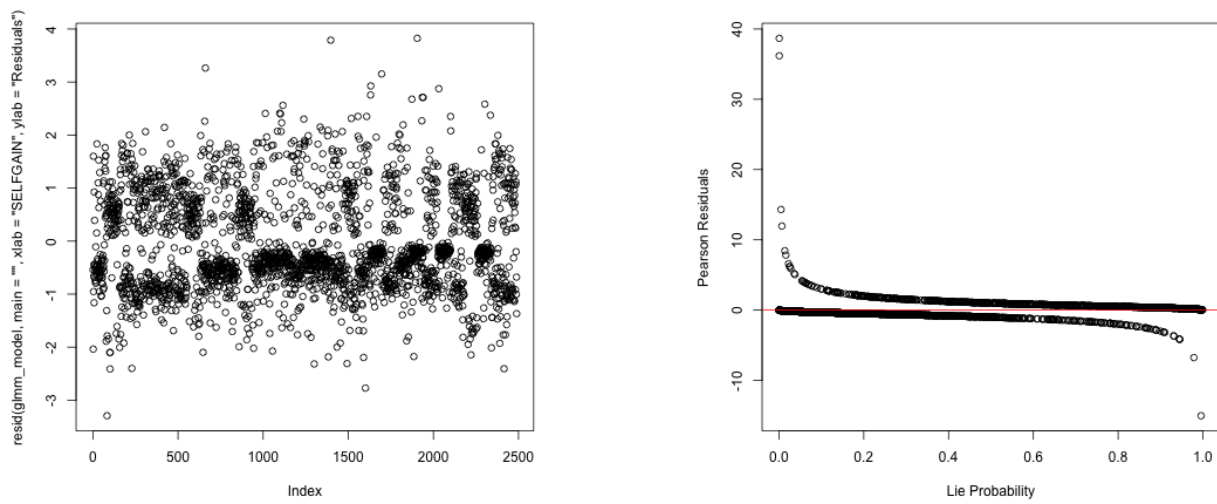 resid(glmm_model, main = "", xlab = "SELFGAIN", ylab = "Residuals")
4
3
2
1
0
-1
-2
-3
0 500 1000 1500 2000 2500
Index
Pearson Residuals
40
30
20
10
0
-10
0.0 0.2 0.4 0.6 0.8 1.0
Lie Probability